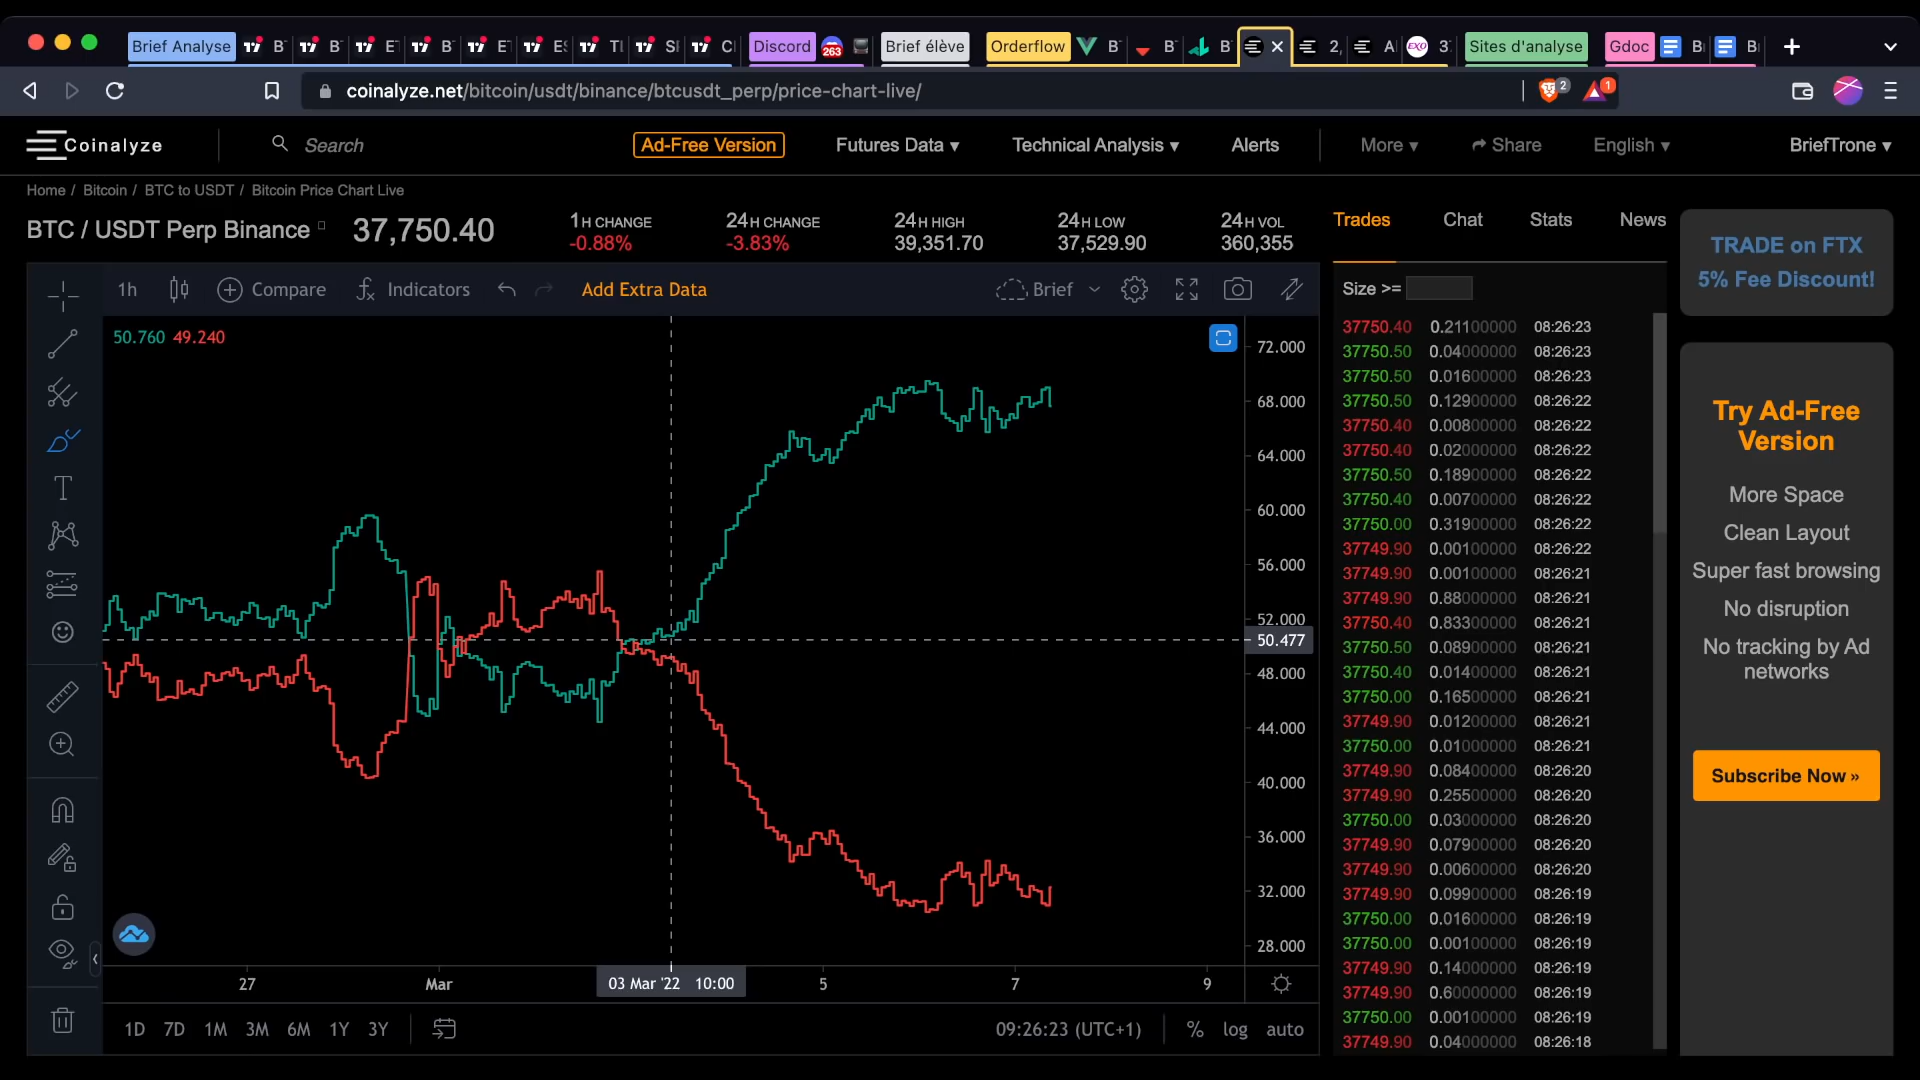 Brief Analyse B B E B E ES TL S C Discord 263 Brief élève Orderflow B B B 2, A EXO 3 Sites d'analyse Gdoc B B
coinalyze.net/bitcoin/usdt/binance/btcusdt_perp/price-chart-live/ 2 1
Coinalyze Search Ad-Free Version Futures Data ▾ Technical Analysis ▾ Alerts More ▾ Share English ▾ BriefTrone ▾
Home / Bitcoin / BTC to USDT / Bitcoin Price Chart Live
BTC / USDT Perp Binance 37,750.40
1H CHANGE
-0.88%
24H CHANGE
-3.83%
24H HIGH
39,351.70
24H LOW
37,529.90
24H VOL
360,355
1h Compare Indicators Add Extra Data Brief
50.760 49.240
72.000
68.000
64.000
60.000
56.000
52.000
50.477
48.000
44.000
40.000
36.000
32.000
28.000
27 Mar 03 Mar '22 10:00 5 7 9
1D 7D 1M 3M 6M 1Y 3Y 09:26:23 (UTC+1) % log auto
Trades Chat Stats News
Size >=
37750.40 0.21100000 08:26:23
37750.50 0.04000000 08:26:23
37750.50 0.01600000 08:26:23
37750.50 0.12900000 08:26:22
37750.40 0.00800000 08:26:22
37750.40 0.02000000 08:26:22
37750.50 0.18900000 08:26:22
37750.40 0.00700000 08:26:22
37750.00 0.31900000 08:26:22
37749.90 0.00100000 08:26:22
37749.90 0.00100000 08:26:21
37749.90 0.88000000 08:26:21
37750.40 0.83300000 08:26:21
37750.50 0.08900000 08:26:21
37750.40 0.01400000 08:26:21
37750.00 0.16500000 08:26:21
37749.90 0.01200000 08:26:21
37750.00 0.01000000 08:26:21
37749.90 0.08400000 08:26:20
37749.90 0.25500000 08:26:20
37750.00 0.03000000 08:26:20
37749.90 0.07900000 08:26:20
37749.90 0.00600000 08:26:20
37749.90 0.09900000 08:26:19
37750.00 0.01600000 08:26:19
37750.00 0.00100000 08:26:19
37749.90 0.14000000 08:26:19
37749.90 0.60000000 08:26:19
37750.00 0.00100000 08:26:19
37749.90 0.04000000 08:26:18
TRADE on FTX
5% Fee Discount!
Try Ad-Free
Version
More Space
Clean Layout
Super fast browsing
No disruption
No tracking by Ad
networks
Subscribe Now »